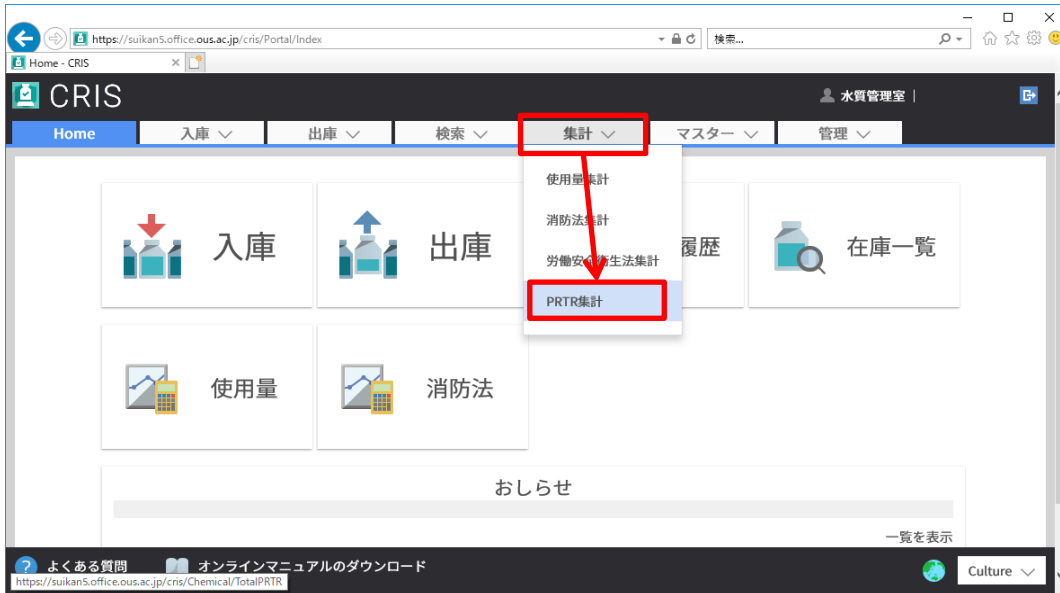 https://suikan5.office.ous.ac.jp/cris/Portal/Index
検索...
Home - CRIS
CRIS
水質管理室 |
Home
入庫
出庫
検索
集計
マスター
管理
使用量集計
消防法集計
労働安全衛生法集計
PRTR集計
入庫
出庫
履歴
在庫一覧
使用量
消防法
おしらせ
一覧を表示
? よくある質問
オンラインマニュアルのダウンロード
Culture
https://suikan5.office.ous.ac.jp/cris/Chemical/TotalPRTR